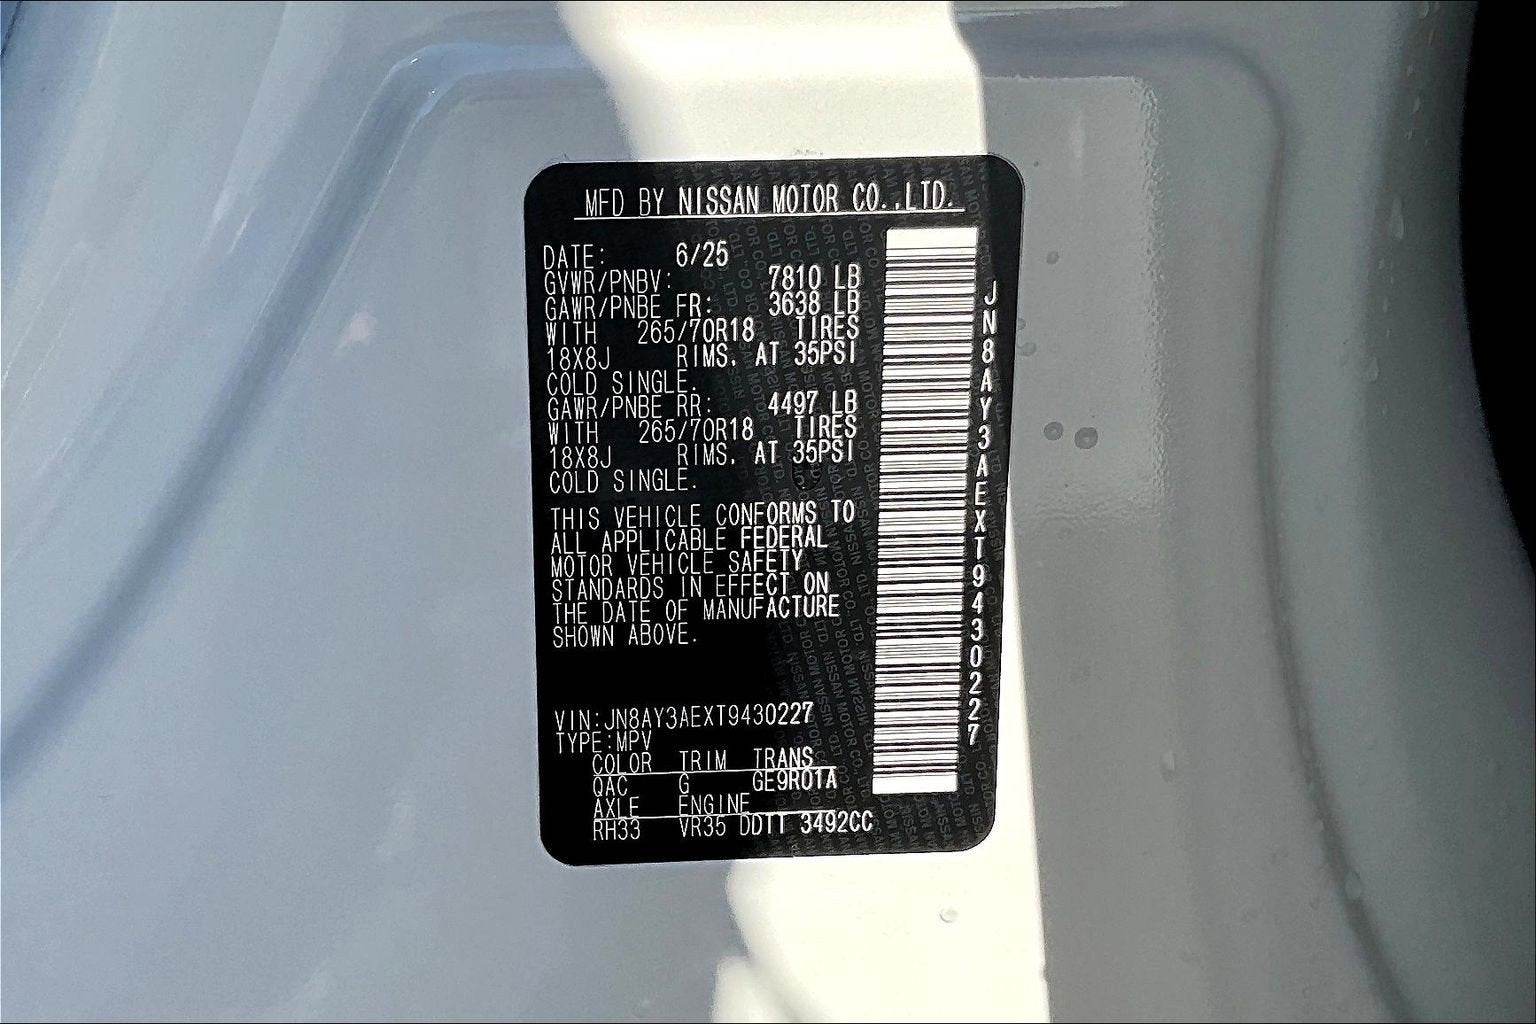 MFD BY NISSAN MOTOR CO.,LTD.
DATE: 6/25
GVWR/PNBV: 7810 LB
GAWR/PNBE FR: 3638 LB
WITH 265/70R18 TIRES
18X8J RIMS. AT 35PSI
COLD SINGLE.
GAWR/PNBE RR: 4497 LB
WITH 265/70R18 TIRES
18X8J RIMS. AT 35PSI
COLD SINGLE.
THIS VEHICLE CONFORMS TO
ALL APPLICABLE FEDERAL
MOTOR VEHICLE SAFETY
STANDARDS IN EFFECT ON
THE DATE OF MANUFACTURE
SHOWN ABOVE.
VIN:JN8AY3AEXT9430227
TYPE:MPV
COLOR TRIM TRANS
QAC G GE9R01A
AXLE ENGINE
RH33 VR35 DDTT 3492CC
JN8AY3AEXT9430227